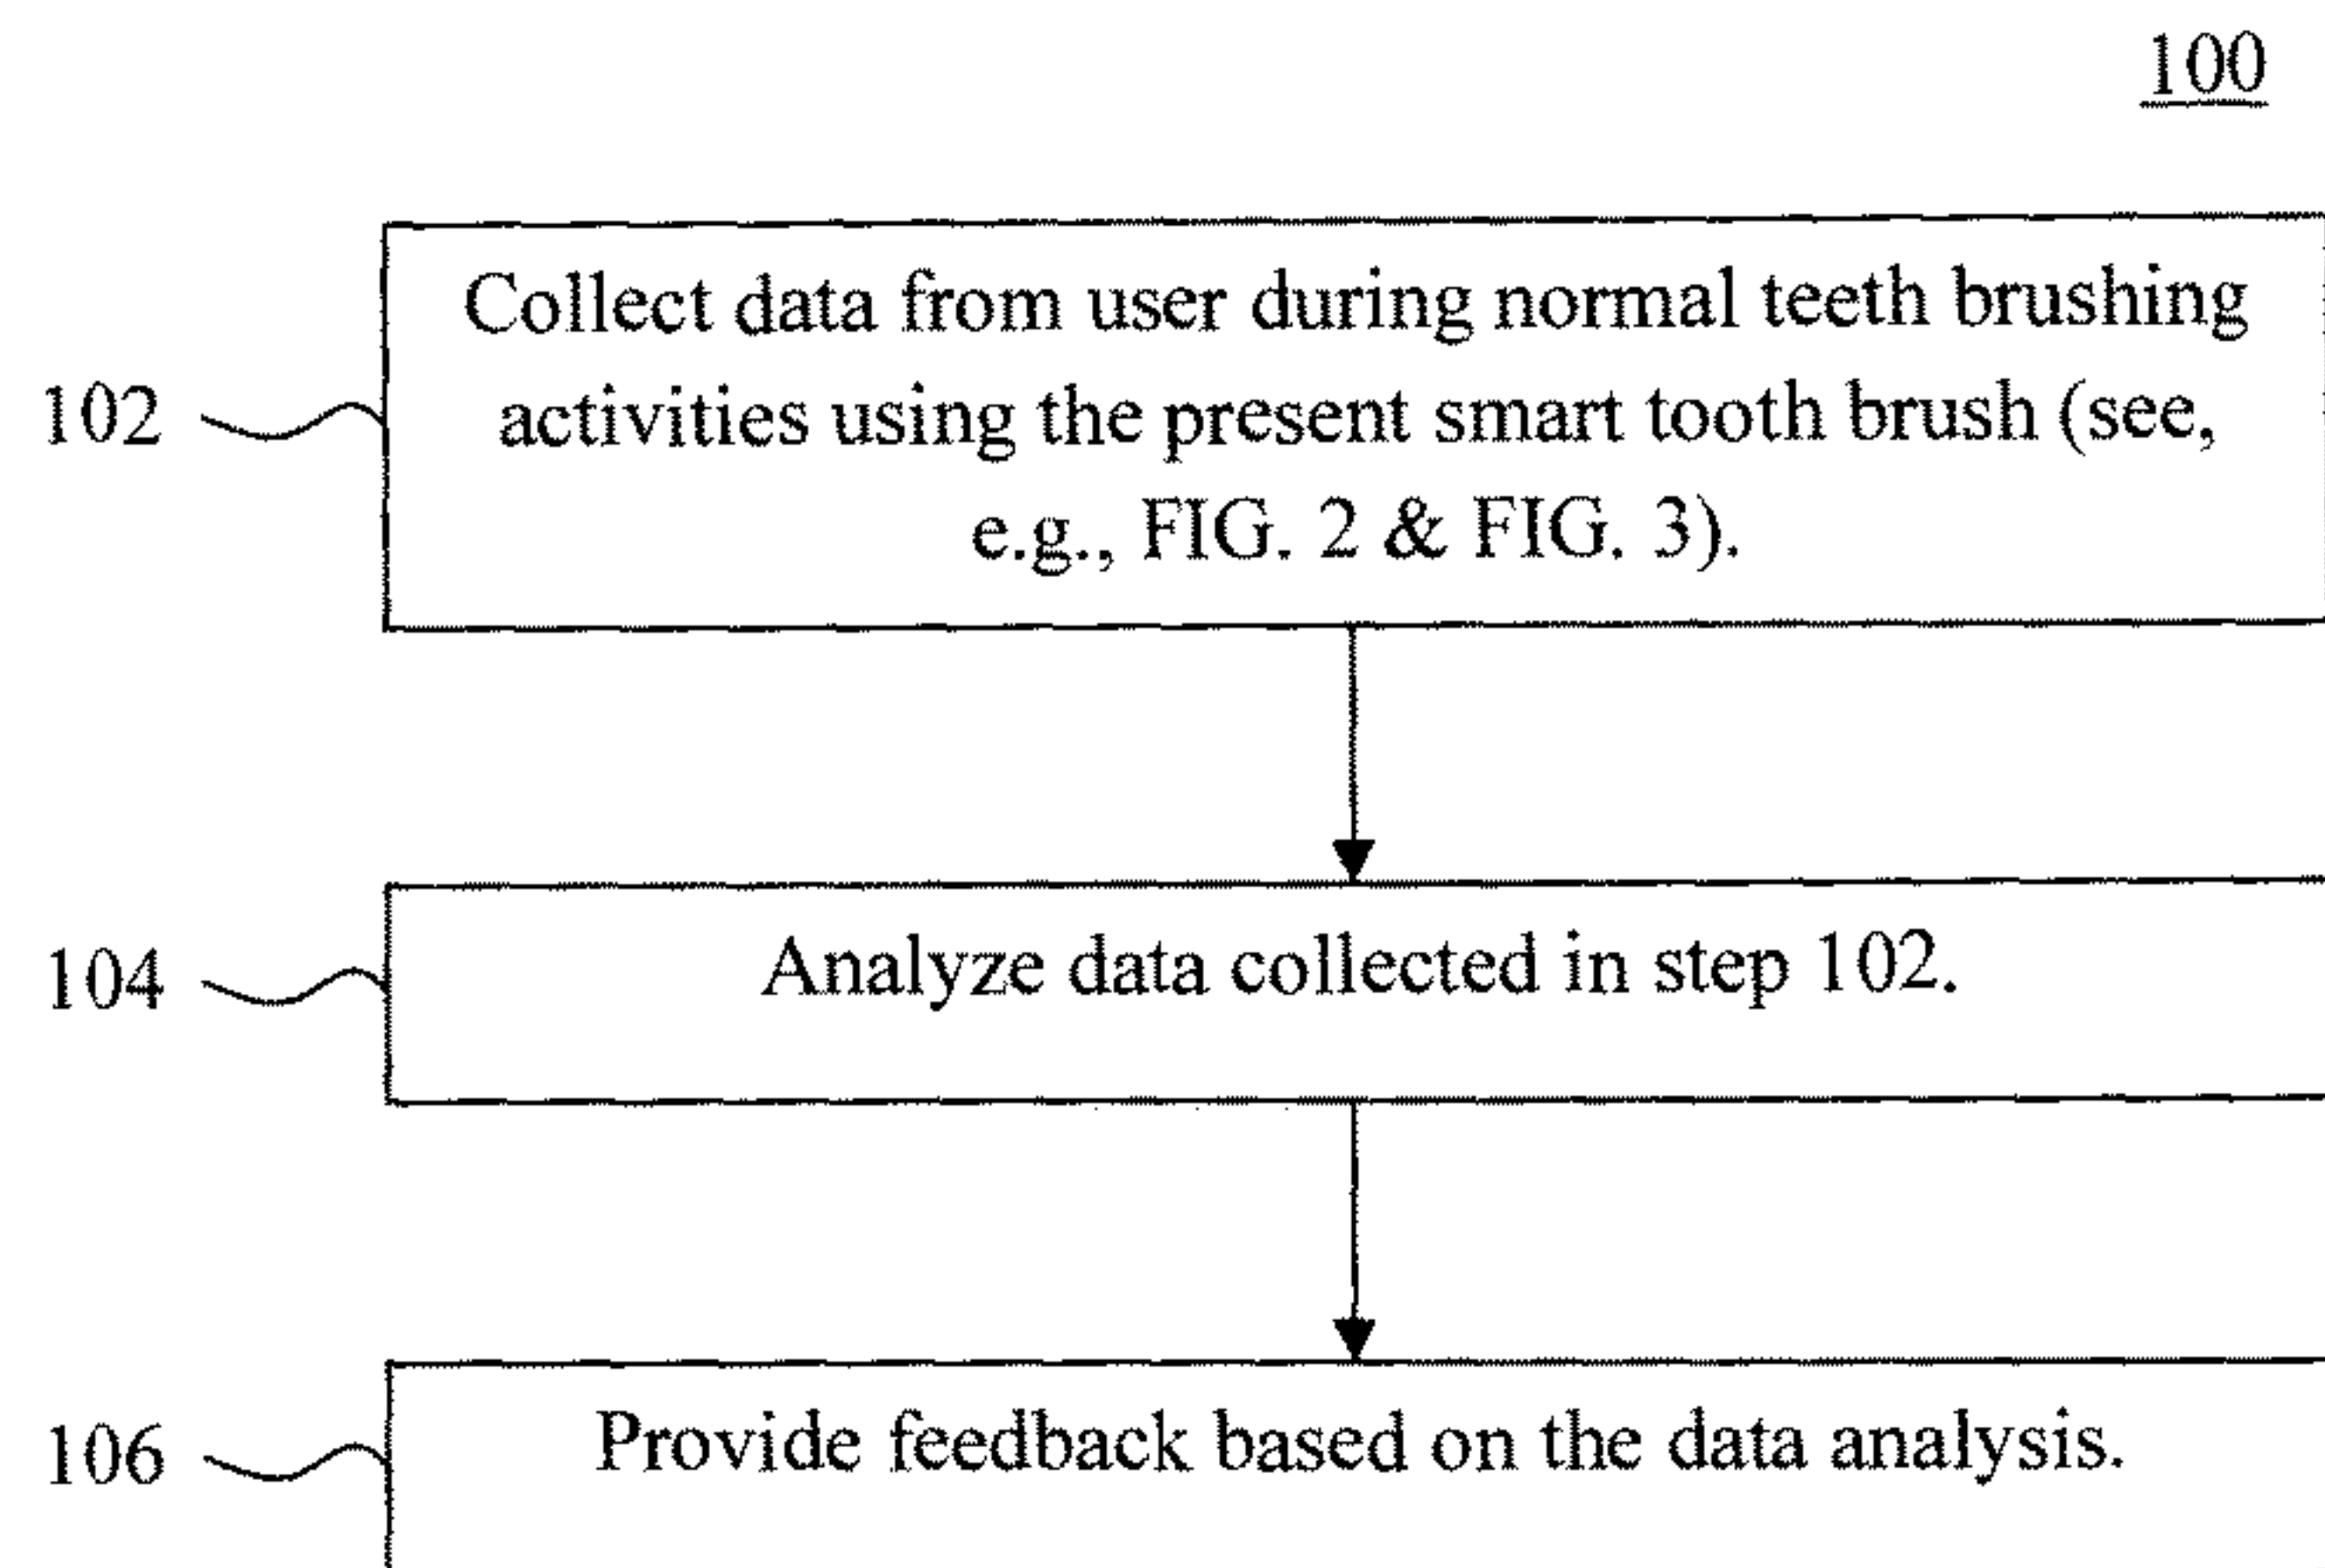 100
Collect data from user during normal teeth brushing
102
activities using the present smart tooth brush (see,
e.g., FIG. 2 & FIG. 3).
104
Analyze data collected in step 102.
106
Provide feedback based on the data analysis.